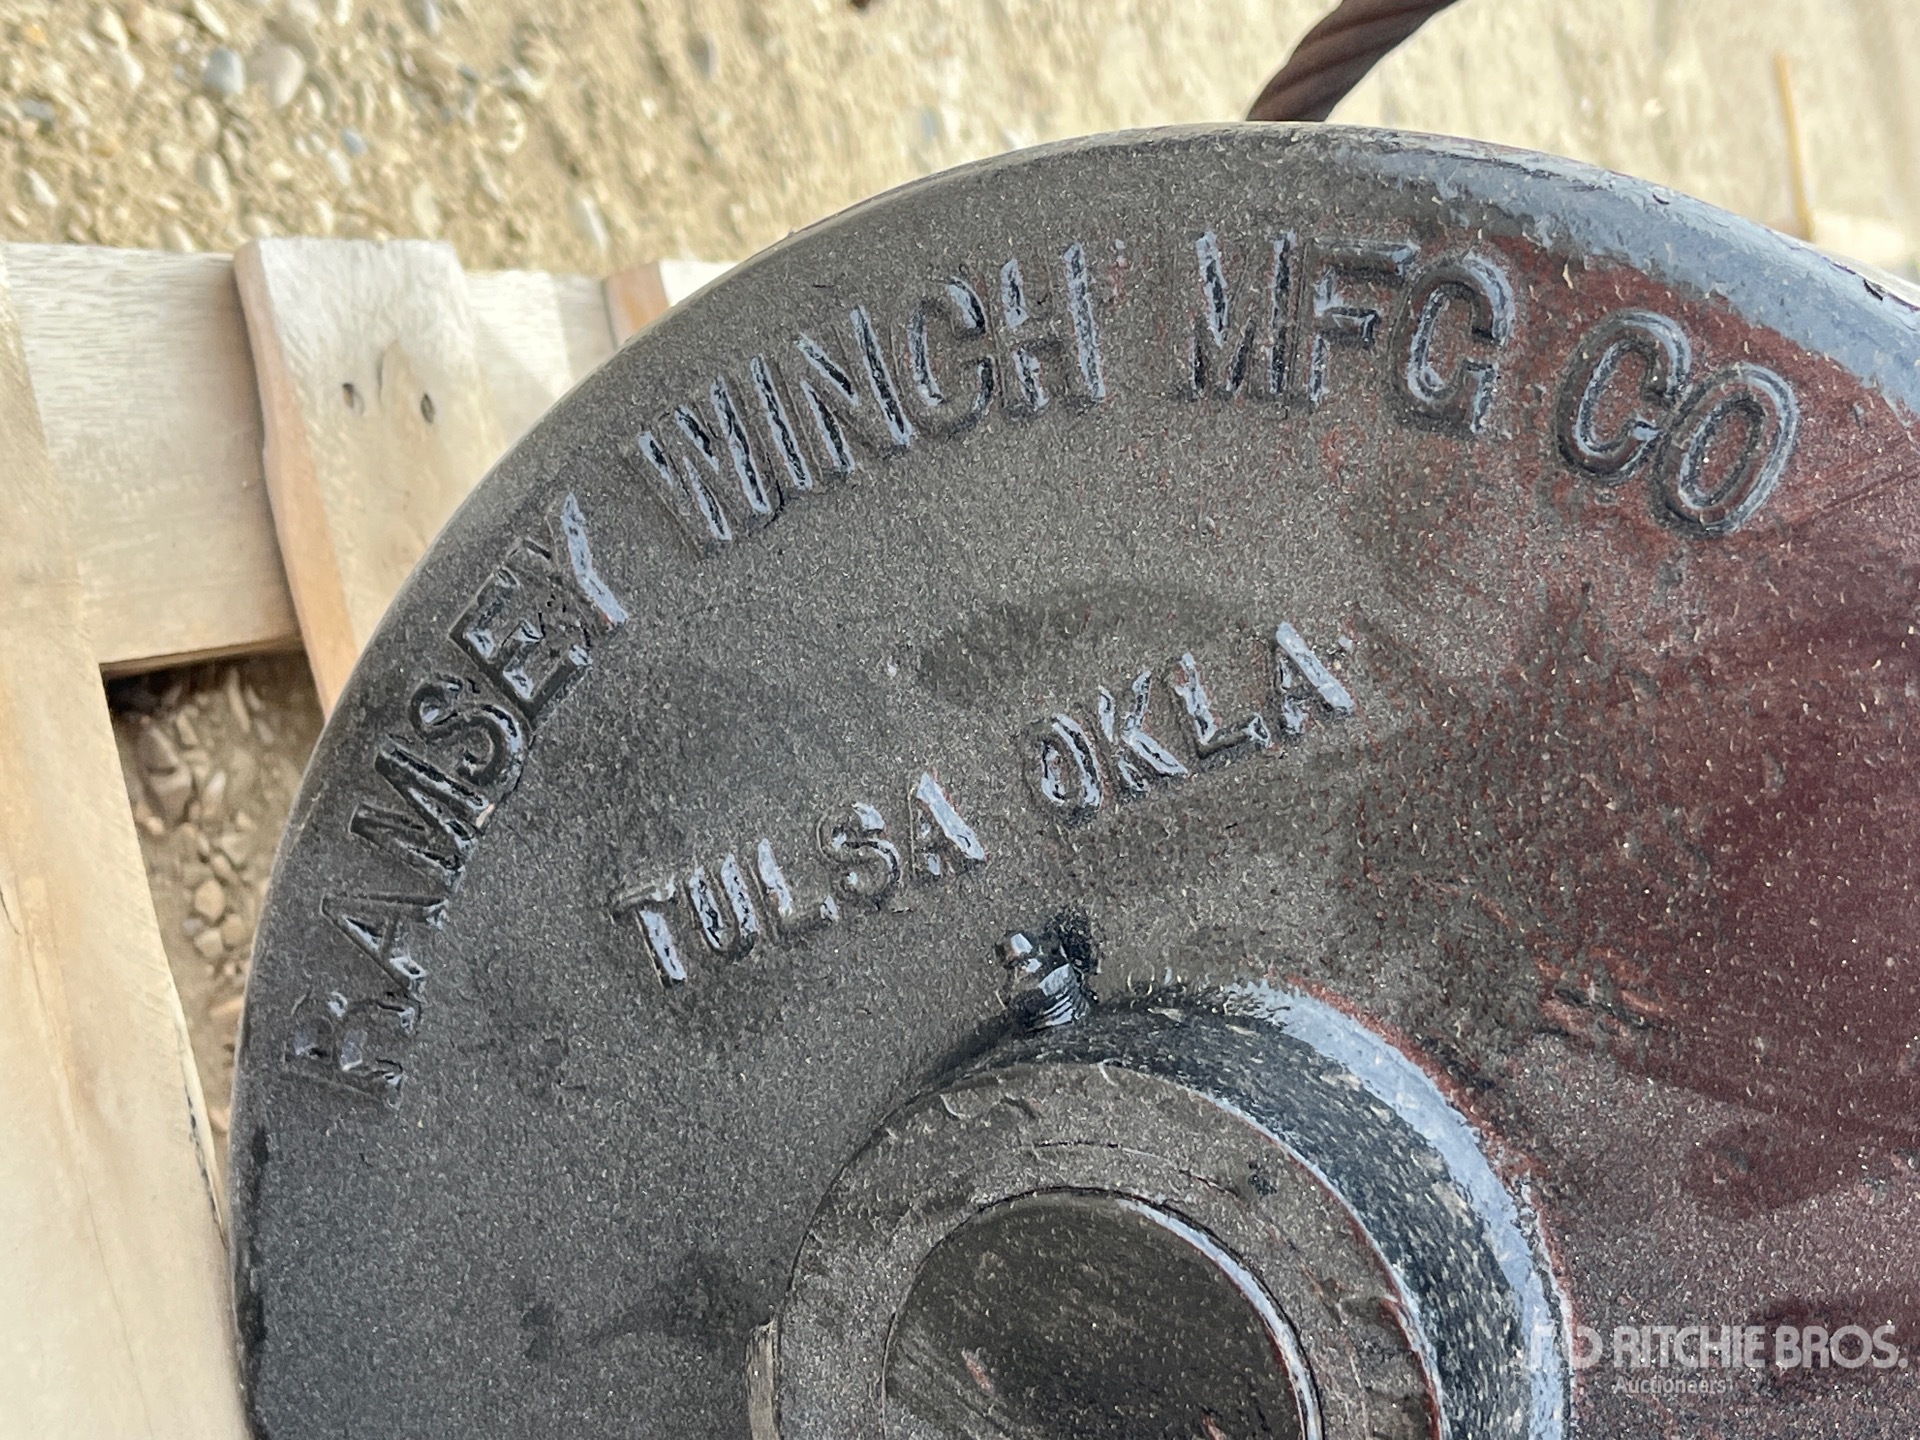 RAMSEY WINCH MFG CO
TULSA OKLA.
RITCHIE BROS.
Auctioneers